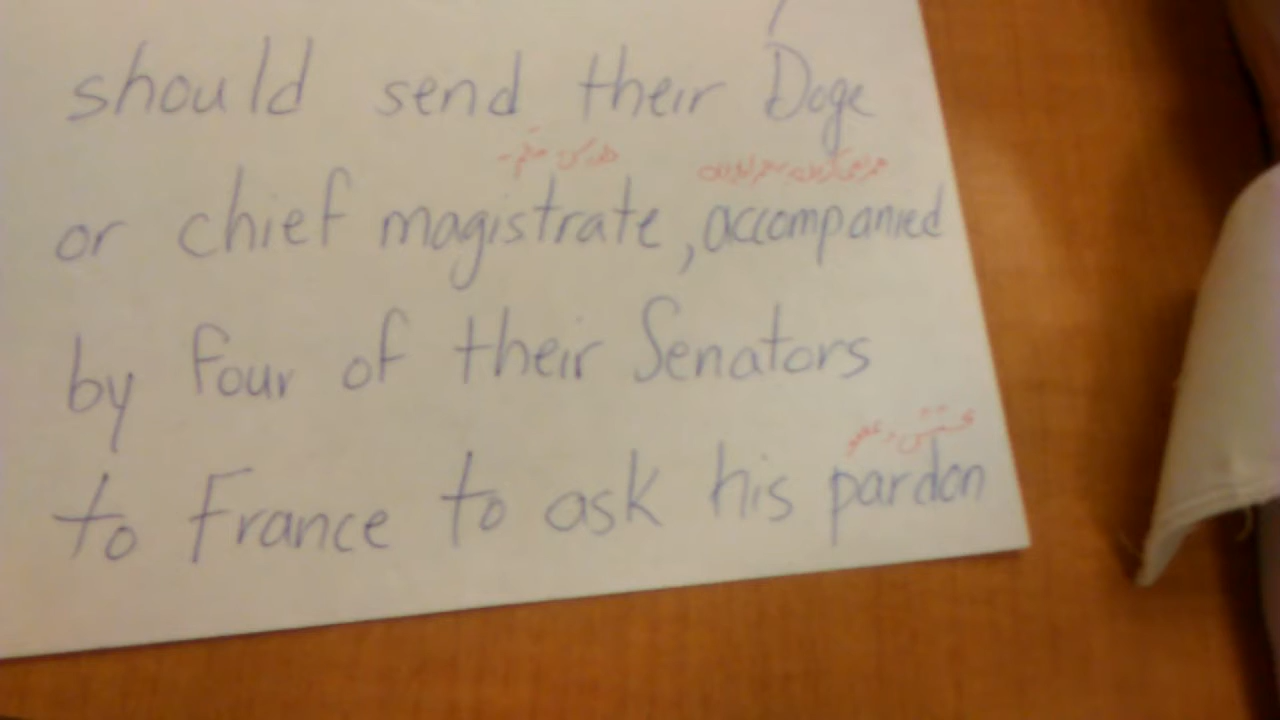 should send their Doge
or chief magistrate, accompanied
by four of their Senators
to France to ask his pardon